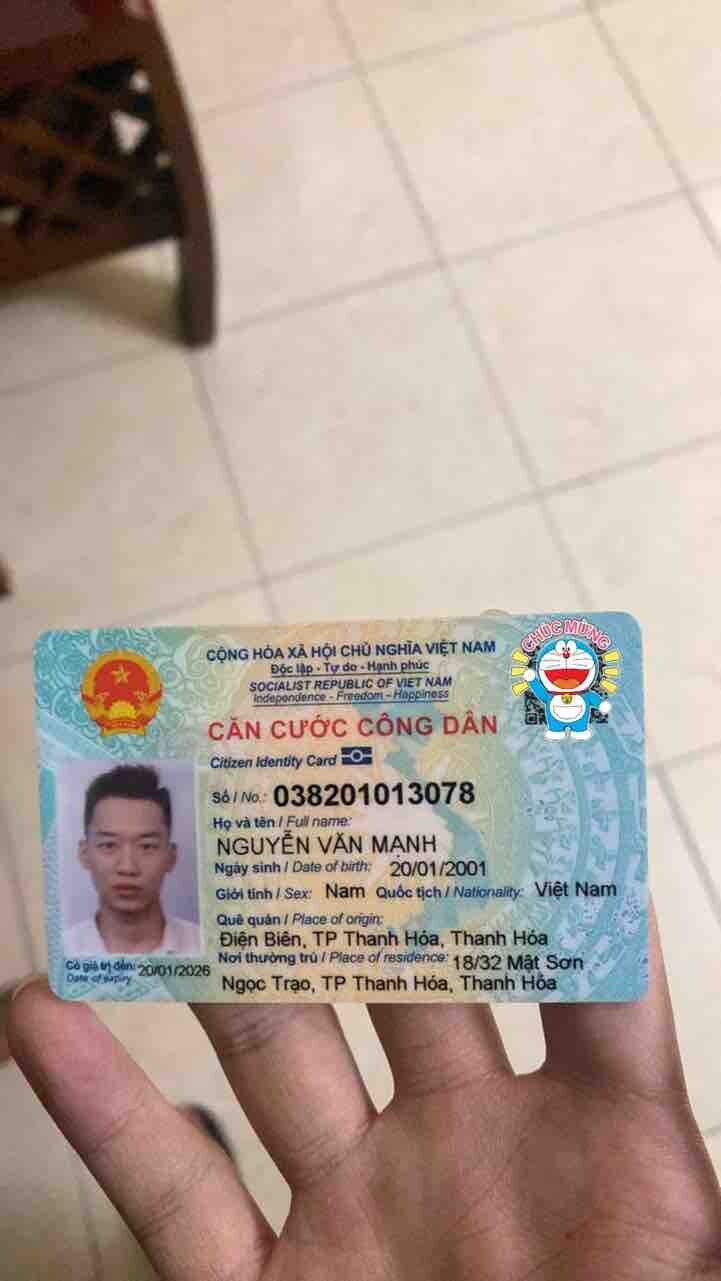 CỘNG HÒA XÃ HỘI CHỦ NGHĨA VIỆT NAM
Độc lập - Tự do - Hạnh phúc
SOCIALIST REPUBLIC OF VIET NAM
Independence - Freedom - Happiness
CHÚC MỪNG
CĂN CƯỚC CÔNG DÂN
Citizen Identity Card
Số / No.: 038201013078
Họ và tên / Full name:
NGUYỄN VĂN MẠNH
Ngày sinh / Date of birth: 20/01/2001
Giới tính / Sex: Nam Quốc tịch / Nationality: Việt Nam
Quê quán / Place of origin:
Điện Biên, TP Thanh Hóa, Thanh Hóa
Nơi thường trú / Place of residence: 18/32 Mật Sơn
Ngọc Trạo, TP Thanh Hóa, Thanh Hóa
Có giá trị đến: 20/01/2026
Date of expiry